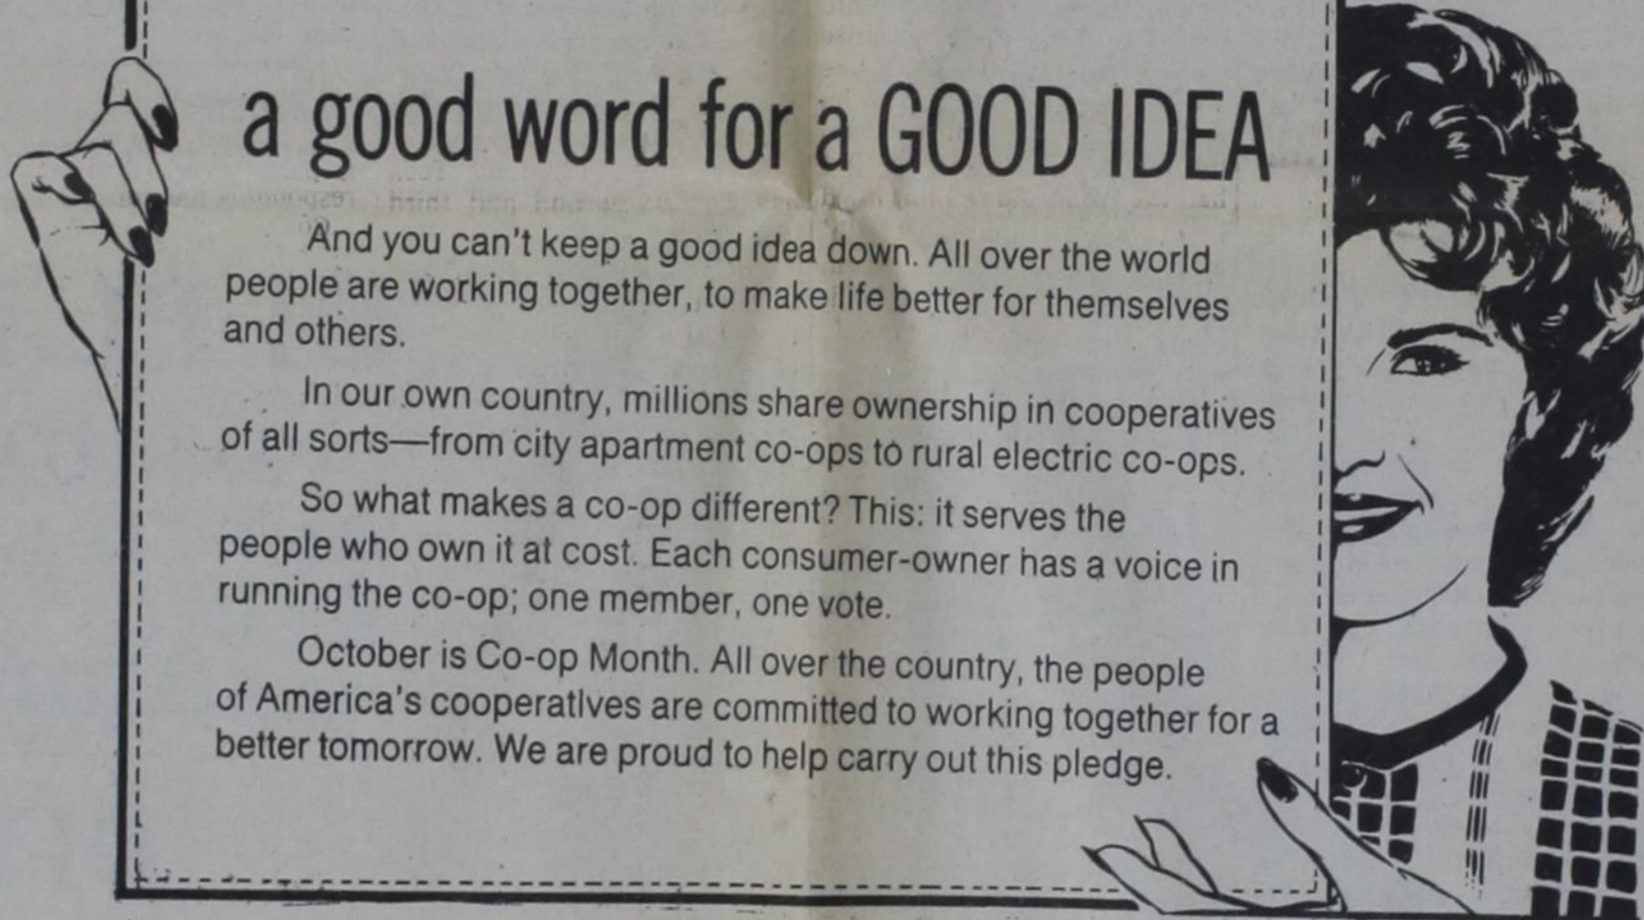 a good word for a GOOD IDEA
And you can't keep a good idea down. All over the world
people are working together, to make life better for themselves
and others.
In our own country, millions share ownership in cooperatives
of all sorts—from city apartment co-ops to rural electric co-ops.
So what makes a co-op different? This: it serves the
people who own it at cost. Each consumer-owner has a voice in
running the co-op; one member, one vote.
October is Co-op Month. All over the country, the people
of America's cooperatives are committed to working together for a
better tomorrow. We are proud to help carry out this pledge.